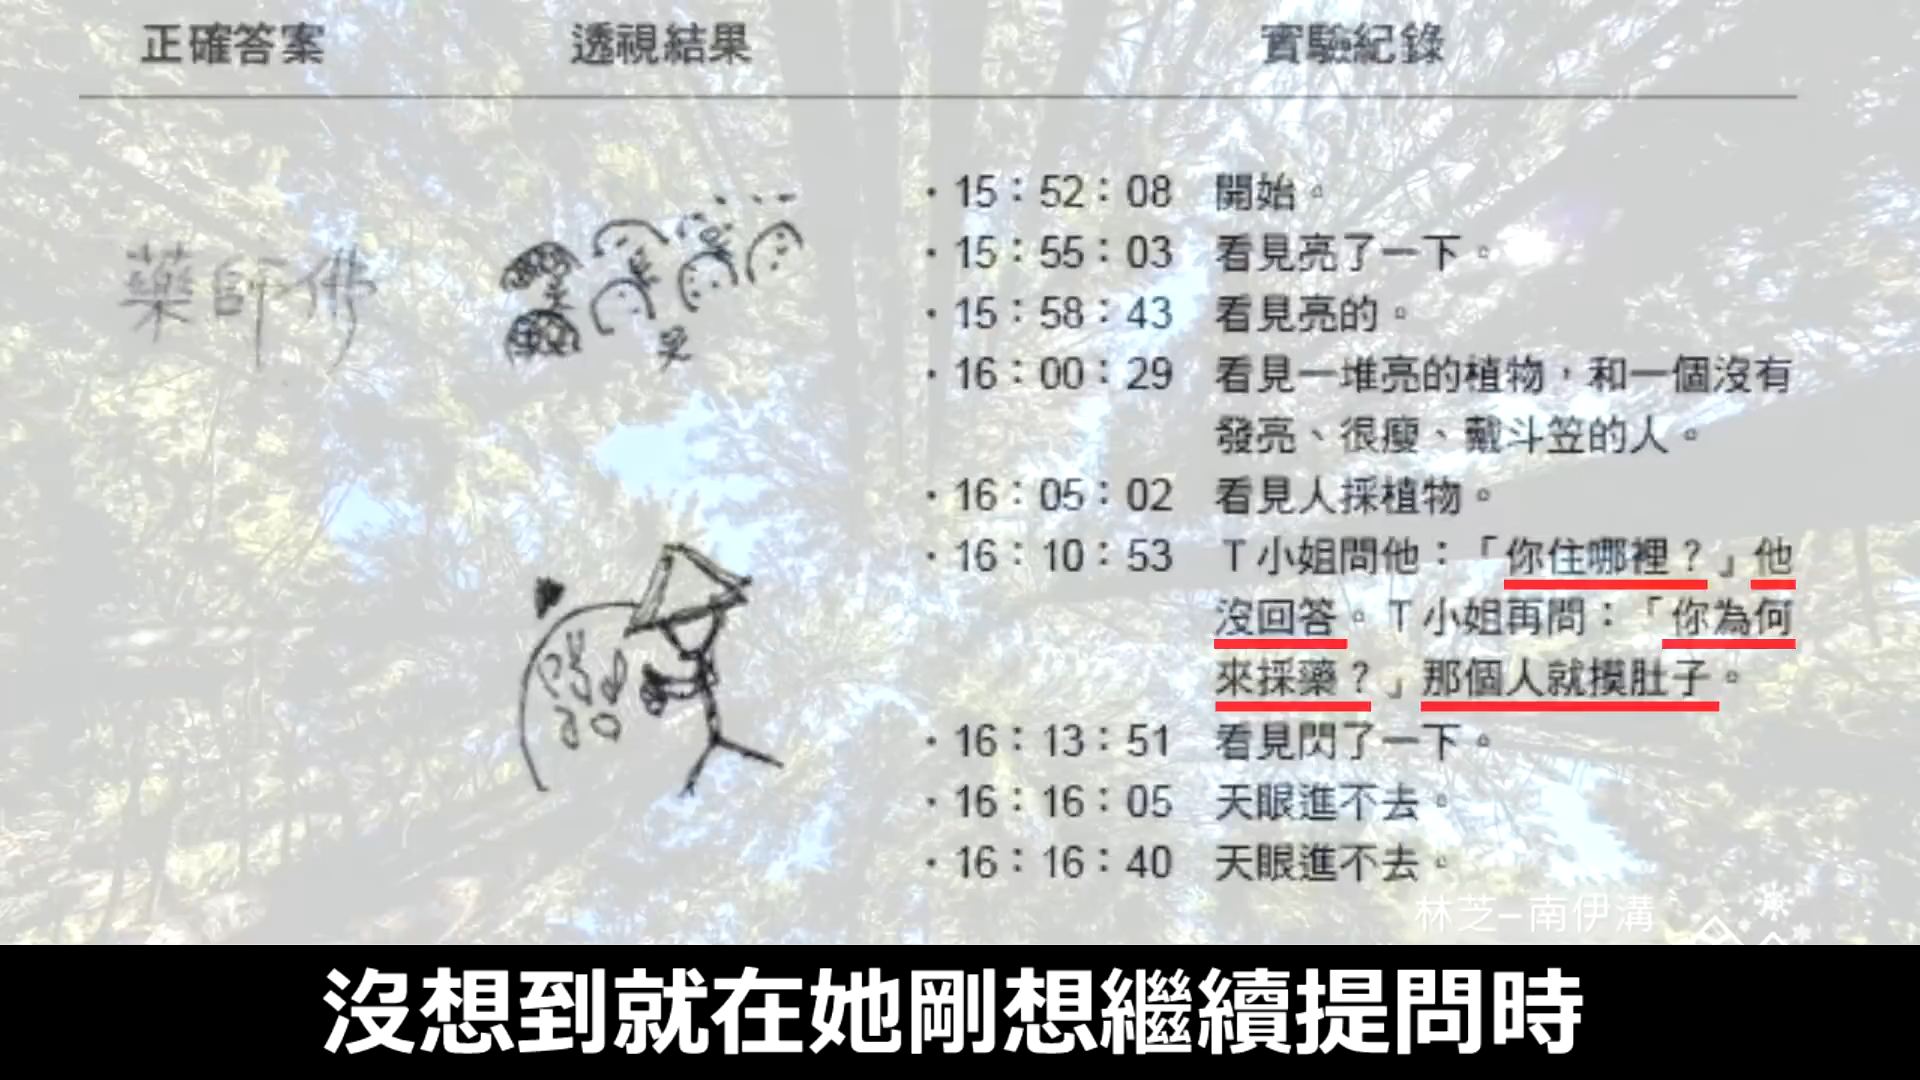 正確答案 透視結果 實驗紀錄
藥師佛
・15：52：08 開始。
・15：55：03 看見亮了一下。
・15：58：43 看見亮的。
・16：00：29 看見一堆亮的植物，和一個沒有
發亮、很瘦、戴斗笠的人。
・16：05：02 看見人採植物。
・16：10：53 T小姐問他：「你住哪裡？」他
沒回答。T小姐再問：「你為何
來採藥？」那個人就摸肚子。
・16：13：51 看見閃了一下。
・16：16：05 天眼進不去。
・16：16：40 天眼進不去。
林芝–南伊溝
沒想到就在她剛想繼續提問時